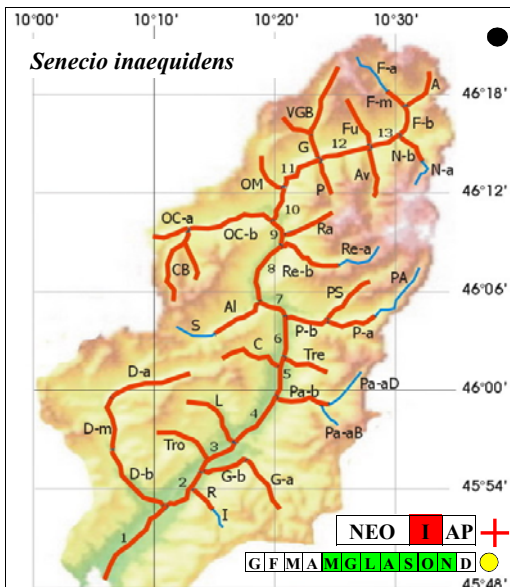 10°00' 10°10' 10°20' 10°30'
Senecio inaequidens
F-a
A
46°18'
F-m
VGB
Fu
F-b
13
G
12
N-b
11
N-a
OM
P
Av
46°12'
OC-a
10
Ra
OC-b
9
Re-a
CB
8
Re-b
46°06'
PA
PS
7
Al
S
P-b
P-a
6
C
Tre
D-a
5
46°00'
Pa-b
Pa-aD
L
4
D-m
Pa-aB
Tro
3
D-b
G-b
G-a
45°54'
2
R
I
1
NEO I AP
G F M A M G L A S O N D
45°48'